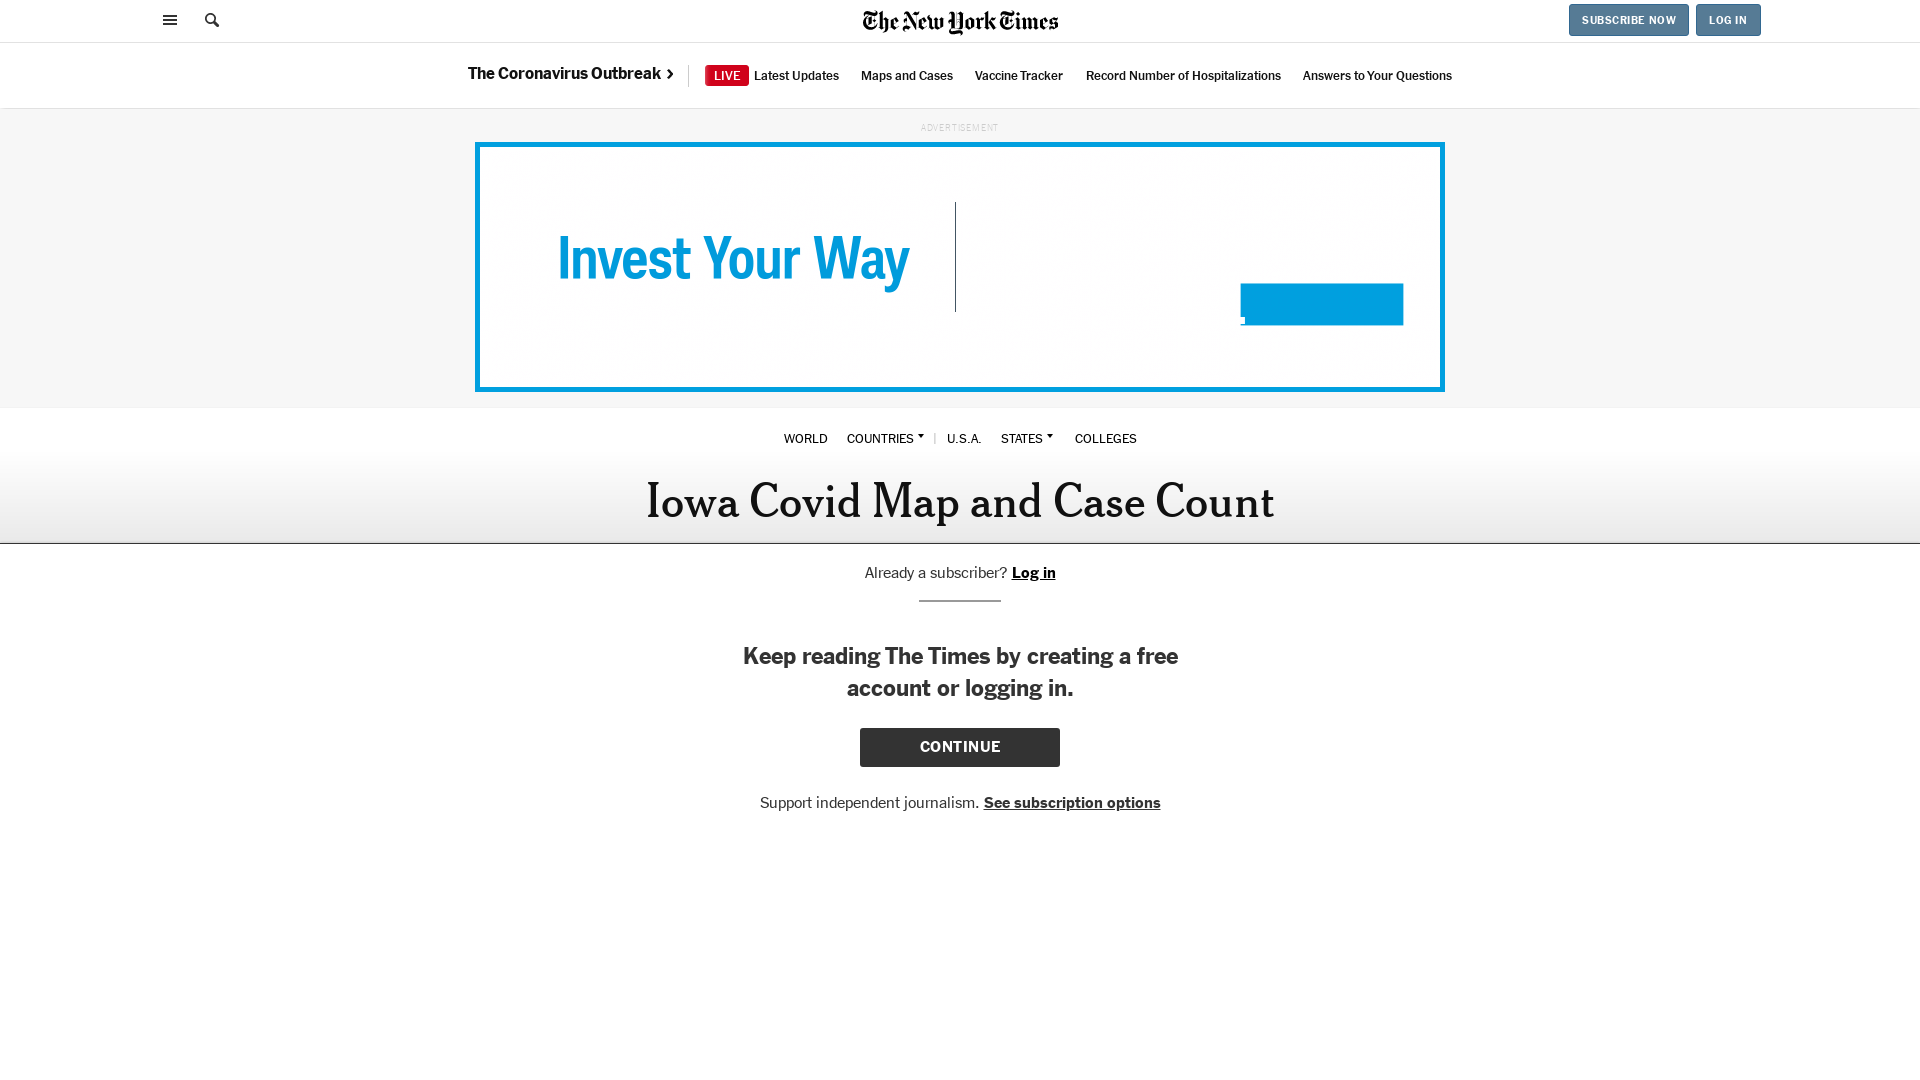 The New York Times
SUBSCRIBE NOW
LOG IN
The Coronavirus Outbreak
LIVE Latest Updates
Maps and Cases
Vaccine Tracker
Record Number of Hospitalizations
Answers to Your Questions
ADVERTISEMENT
Invest Your Way
WORLD
COUNTRIES
U.S.A.
STATES
COLLEGES
Iowa Covid Map and Case Count
Already a subscriber? Log in
Keep reading The Times by creating a free
account or logging in.
CONTINUE
Support independent journalism. See subscription options